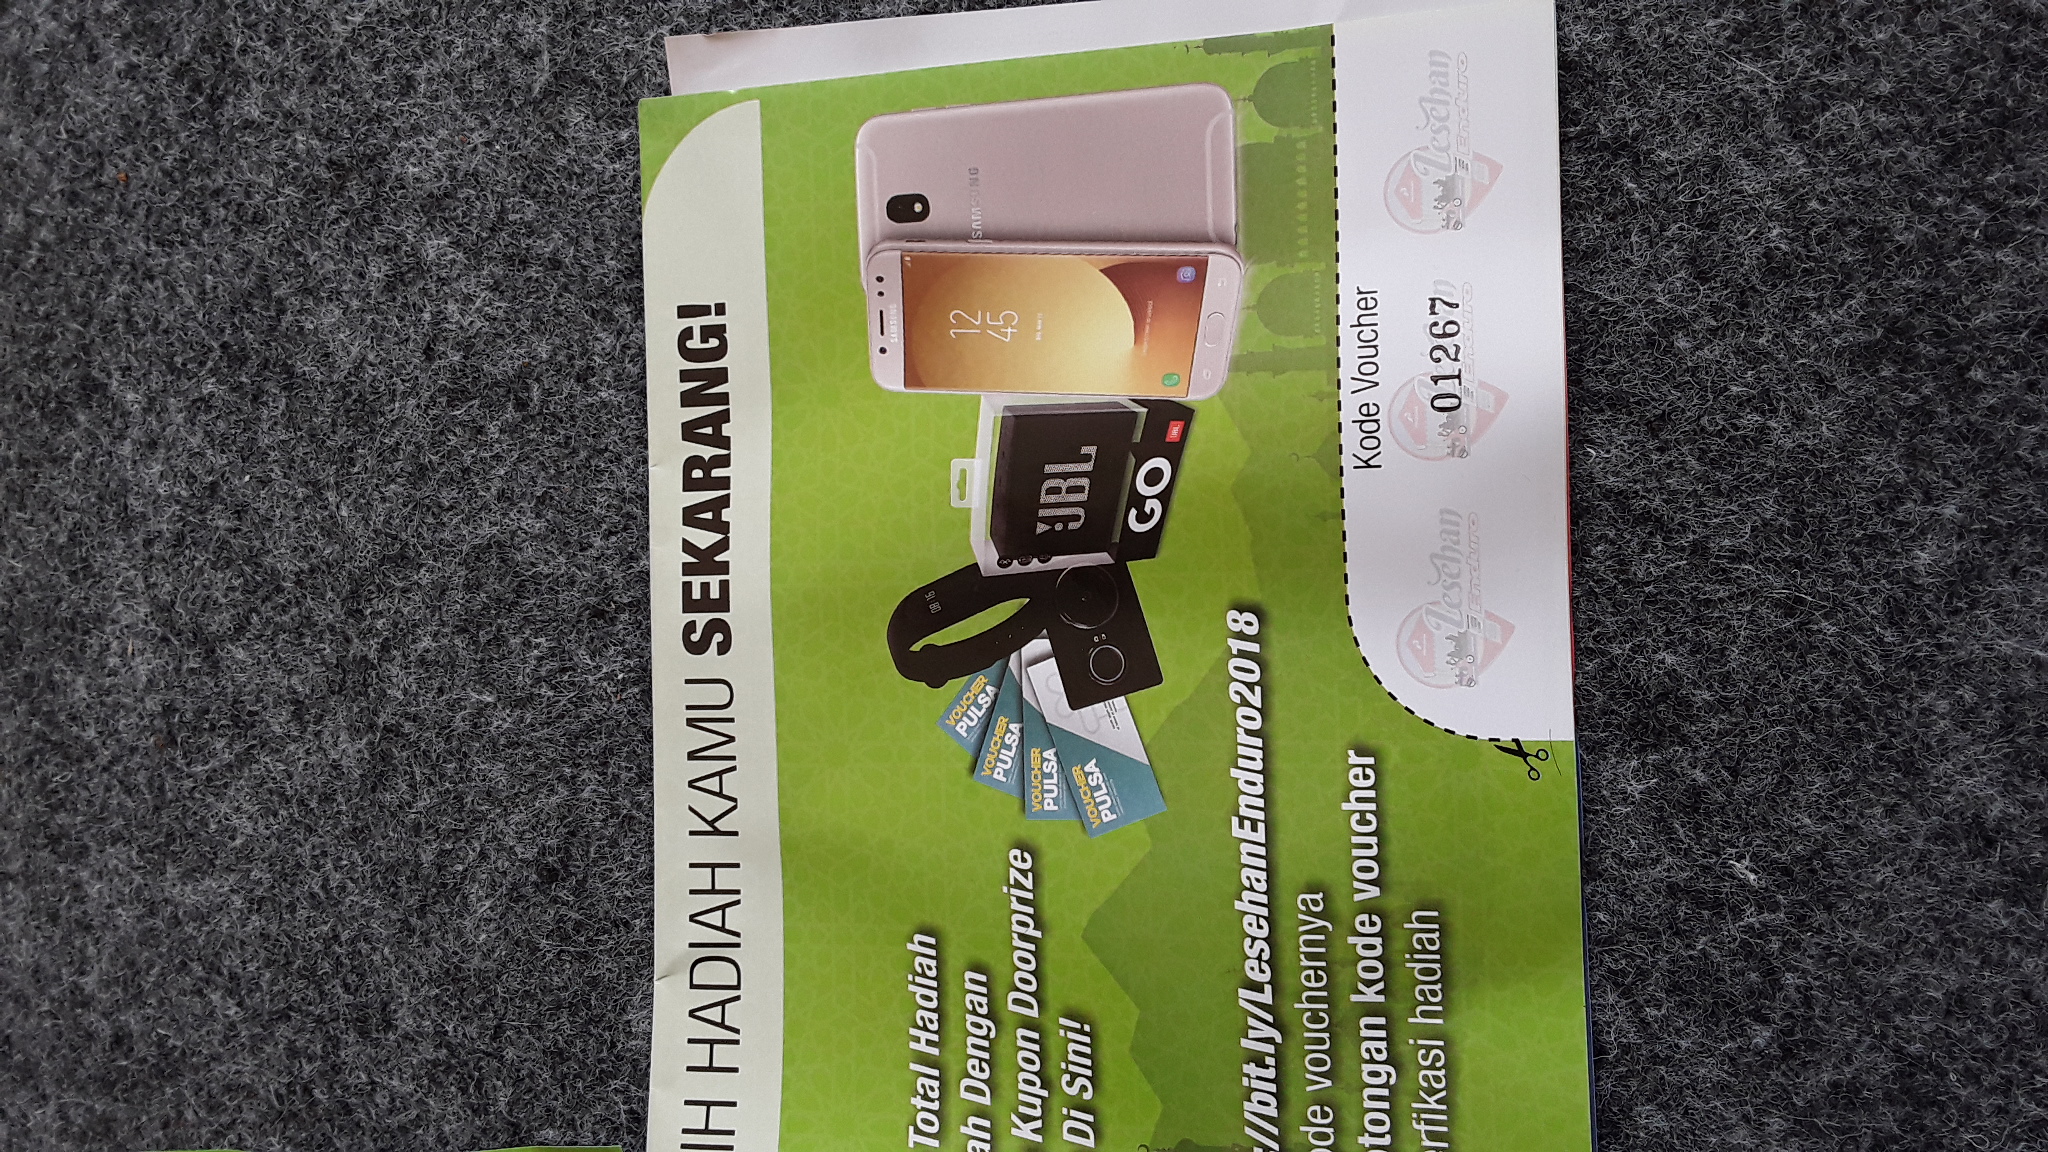 IH HADIAH KAMU SEKARANG!
Total Hadiah
ah Dengan
Kupon Doorprize
Di Sini!
VOUCHER
PULSA
VOUCHER
PULSA
VOUCHER
PULSA
VOUCHER
PULSA
08:16
JBL
GO
JBL
SAMSUNG
12
45
SAMSUNG
://bit.ly/LesehanEnduro2018
ode vouchernya
otongan kode voucher
erfikasi hadiah
Kode Voucher
Lesehan
Enduro
01267
Enduro
Lesehan
Enduro